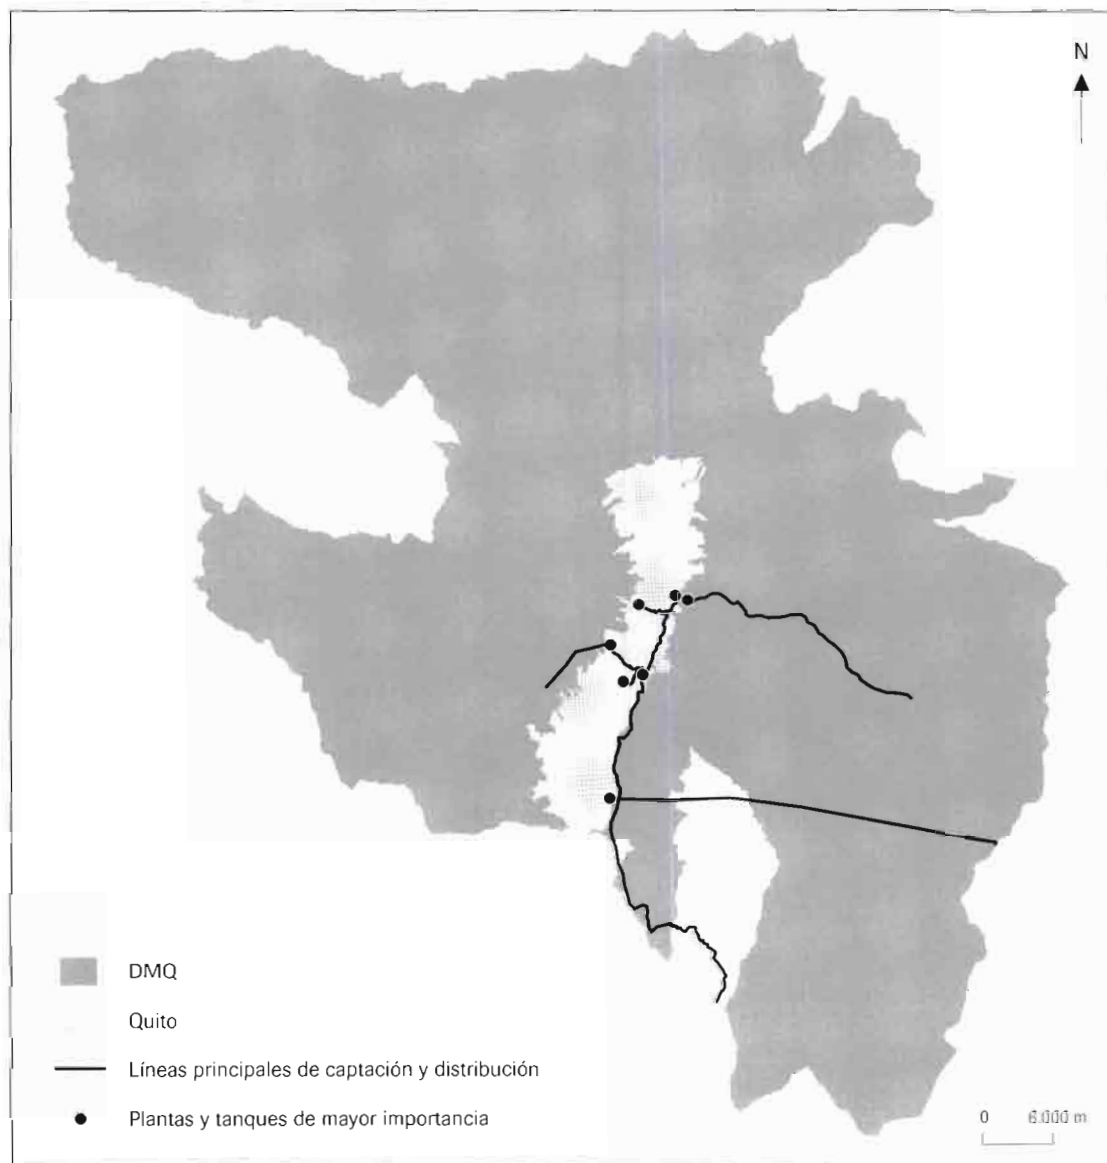 N
DMQ
Quito
Líneas principales de captación y distribución
Plantas y tanques de mayor importancia
0 6.000 m